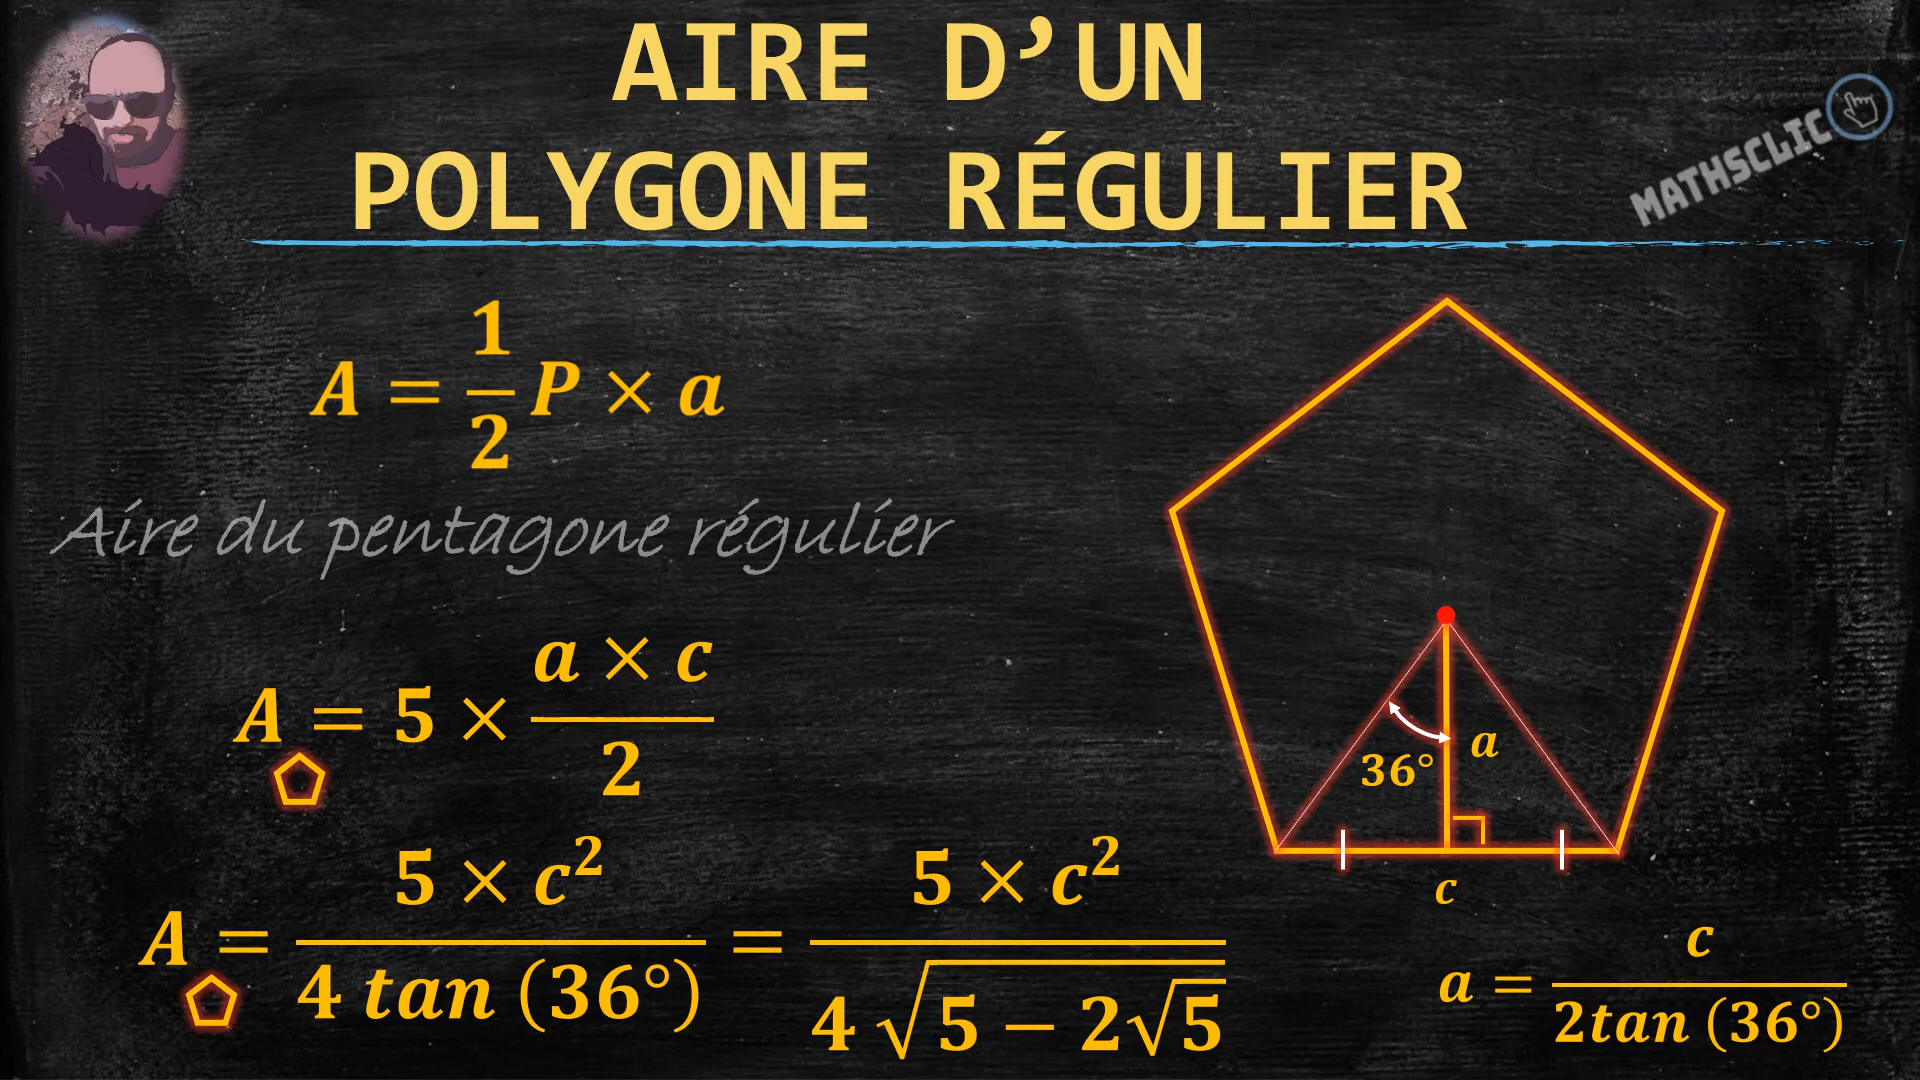 AIRE D’UN
POLYGONE RÉGULIER
MATHSCLIC
A = 1/2 P × a
Aire du pentagone régulier
A = 5 × (a × c)/2
36°
a
c
A = (5 × c²)/(4 tan (36°)) = (5 × c²)/(4 √(5 − 2√5))
a = c/(2tan (36°))